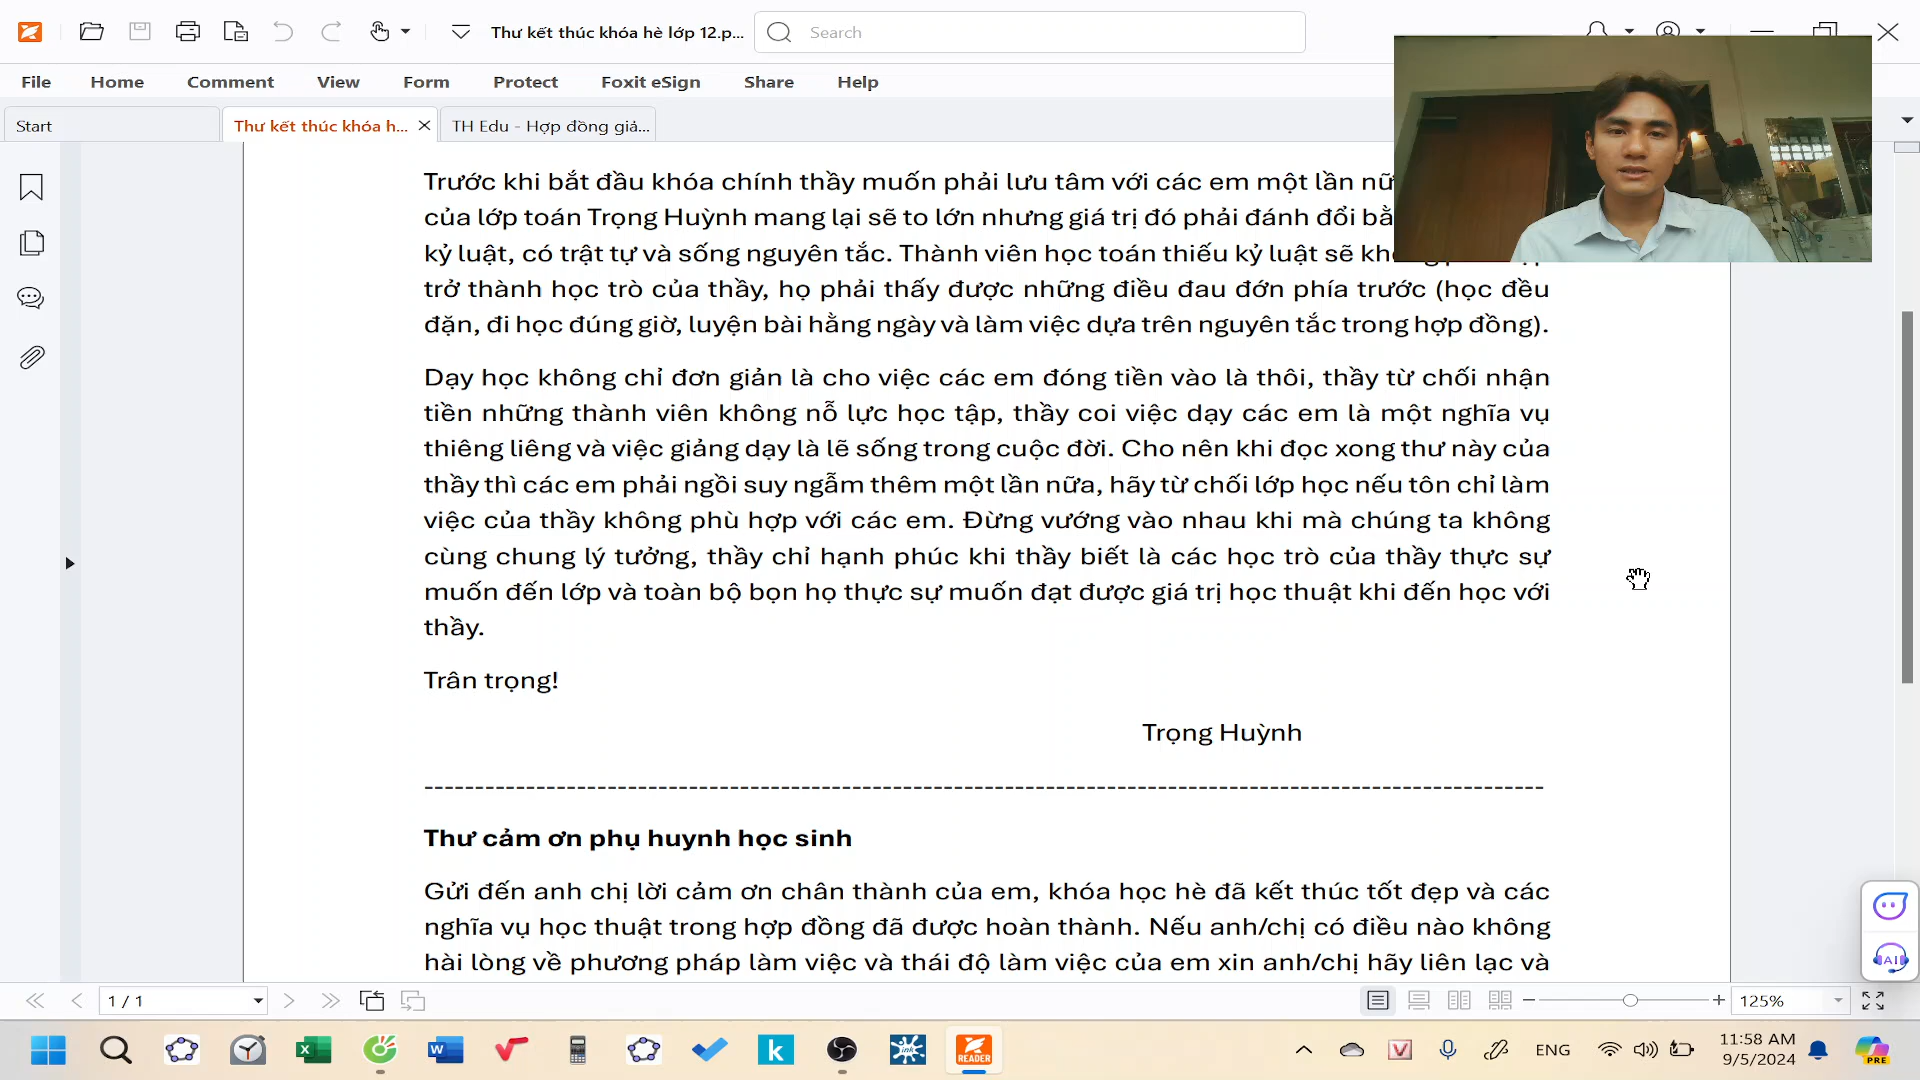 Thư kết thúc khóa hè lớp 12.p...
Search
File Home Comment View Form Protect Foxit eSign Share Help
Start
Thư kết thúc khóa h...
TH Edu - Hợp đồng giả...
Trước khi bắt đầu khóa chính thầy muốn phải lưu tâm với các em một lần
của lớp toán Trọng Huỳnh mang lại sẽ to lớn nhưng giá trị đó phải đánh đổi
kỷ luật, có trật tự và sống nguyên tắc. Thành viên học toán thiếu kỷ luật sẽ
trở thành học trò của thầy, họ phải thấy được những điều đau đớn phía trước (học đều
đặn, đi học đúng giờ, luyện bài hằng ngày và làm việc dựa trên nguyên tắc trong hợp đồng).
Dạy học không chỉ đơn giản là cho việc các em đóng tiền vào là thôi, thầy từ chối nhận
tiền những thành viên không nỗ lực học tập, thầy coi việc dạy các em là một nghĩa vụ
thiêng liêng và việc giảng dạy là lẽ sống trong cuộc đời. Cho nên khi đọc xong thư này của
thầy thì các em phải ngồi suy ngẫm thêm một lần nữa, hãy từ chối lớp học nếu tôn chỉ làm
việc của thầy không phù hợp với các em. Đừng vướng vào nhau khi mà chúng ta không
cùng chung lý tưởng, thầy chỉ hạnh phúc khi thầy biết là các học trò của thầy thực sự
muốn đến lớp và toàn bộ bọn họ thực sự muốn đạt được giá trị học thuật khi đến học với
thầy.
Trân trọng!
Trọng Huỳnh
Thư cảm ơn phụ huynh học sinh
Gửi đến anh chị lời cảm ơn chân thành của em, khóa học hè đã kết thúc tốt đẹp và các
nghĩa vụ học thuật trong hợp đồng đã được hoàn thành. Nếu anh/chị có điều nào không
hài lòng về phương pháp làm việc và thái độ làm việc của em xin anh/chị hãy liên lạc và
AI
1 / 1
125%
k
ink
READER
ENG
11:58 AM
9/5/2024
PRE